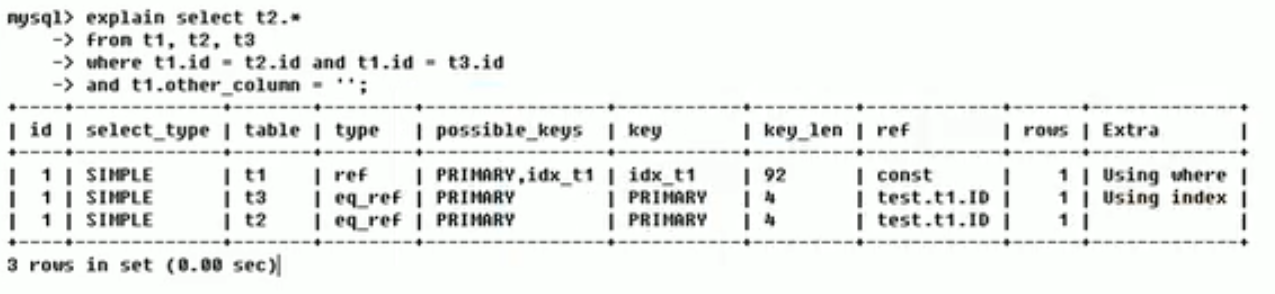 mysql> explain select t2.*
-> from t1, t2, t3
-> where t1.id = t2.id and t1.id = t3.id
-> and t1.other_column = '';
+----+-------------+-------+--------+----------------+---------+---------+------------+------+-------------+
| id | select_type | table | type | possible_keys | key | key_len | ref | rows | Extra |
+----+-------------+-------+--------+----------------+---------+---------+------------+------+-------------+
| 1 | SIMPLE | t1 | ref | PRIMARY,idx_t1 | idx_t1 | 92 | const | 1 | Using where |
| 1 | SIMPLE | t3 | eq_ref | PRIMARY | PRIMARY | 4 | test.t1.ID | 1 | Using index |
| 1 | SIMPLE | t2 | eq_ref | PRIMARY | PRIMARY | 4 | test.t1.ID | 1 | |
+----+-------------+-------+--------+----------------+---------+---------+------------+------+-------------+
3 rows in set (0.00 sec)